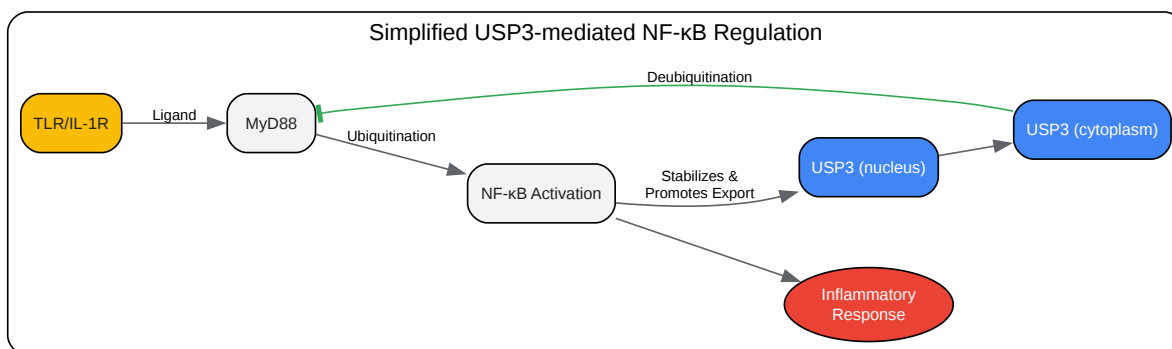 Simplified USP3-mediated NF-κB Regulation
Deubiquitination
TLR/IL-1R
Ligand
MyD88
Ubiquitination
NF-κB Activation
Stabilizes &
Promotes Export
USP3 (nucleus)
USP3 (cytoplasm)
Inflammatory
Response